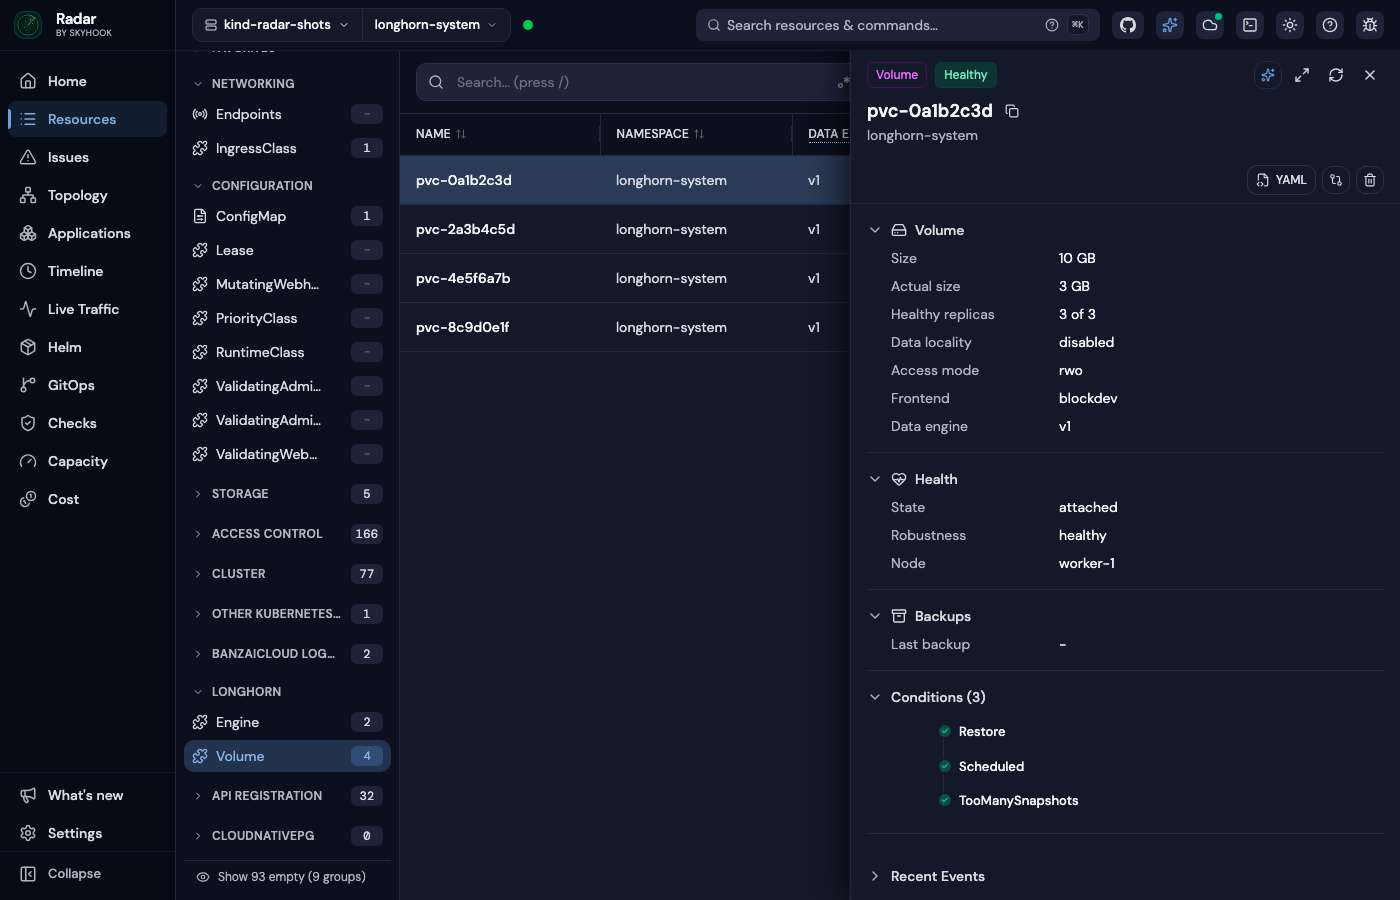 Radar
BY SKYHOOK
kind-radar-shots
longhorn-system
Search resources & commands...
⌘K
Home
Resources
Issues
Topology
Applications
Timeline
Live Traffic
Helm
GitOps
Checks
Capacity
Cost
What's new
Settings
Collapse
NETWORKING
Endpoints –
IngressClass 1
CONFIGURATION
ConfigMap 1
Lease –
MutatingWebh... –
PriorityClass –
RuntimeClass –
ValidatingAdmi... –
ValidatingAdmi... –
ValidatingWeb... –
STORAGE 5
ACCESS CONTROL 166
CLUSTER 77
OTHER KUBERNETES... 1
BANZAICLOUD LOG... 2
LONGHORN
Engine 2
Volume 4
API REGISTRATION 32
CLOUDNATIVEPG 0
Show 93 empty (9 groups)
Search... (press /)
.*
NAME NAMESPACE DATA E
pvc-0a1b2c3d longhorn-system v1
pvc-2a3b4c5d longhorn-system v1
pvc-4e5f6a7b longhorn-system v1
pvc-8c9d0e1f longhorn-system v1
Volume Healthy
pvc-0a1b2c3d
longhorn-system
YAML
Volume
Size 10 GB
Actual size 3 GB
Healthy replicas 3 of 3
Data locality disabled
Access mode rwo
Frontend blockdev
Data engine v1
Health
State attached
Robustness healthy
Node worker-1
Backups
Last backup -
Conditions (3)
Restore
Scheduled
TooManySnapshots
Recent Events